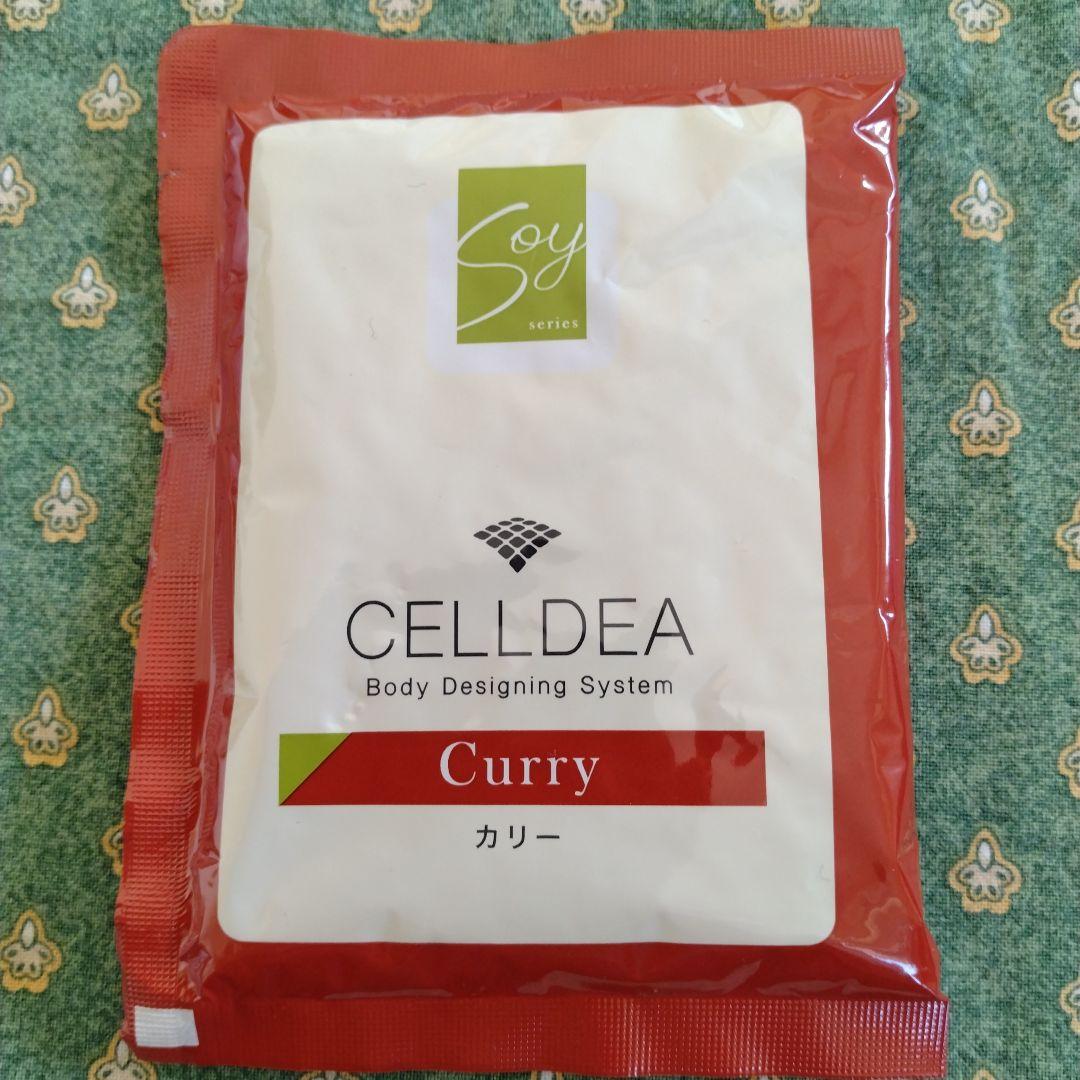 Soy
series
CELLDEA
Body Designing System
Curry
カリー